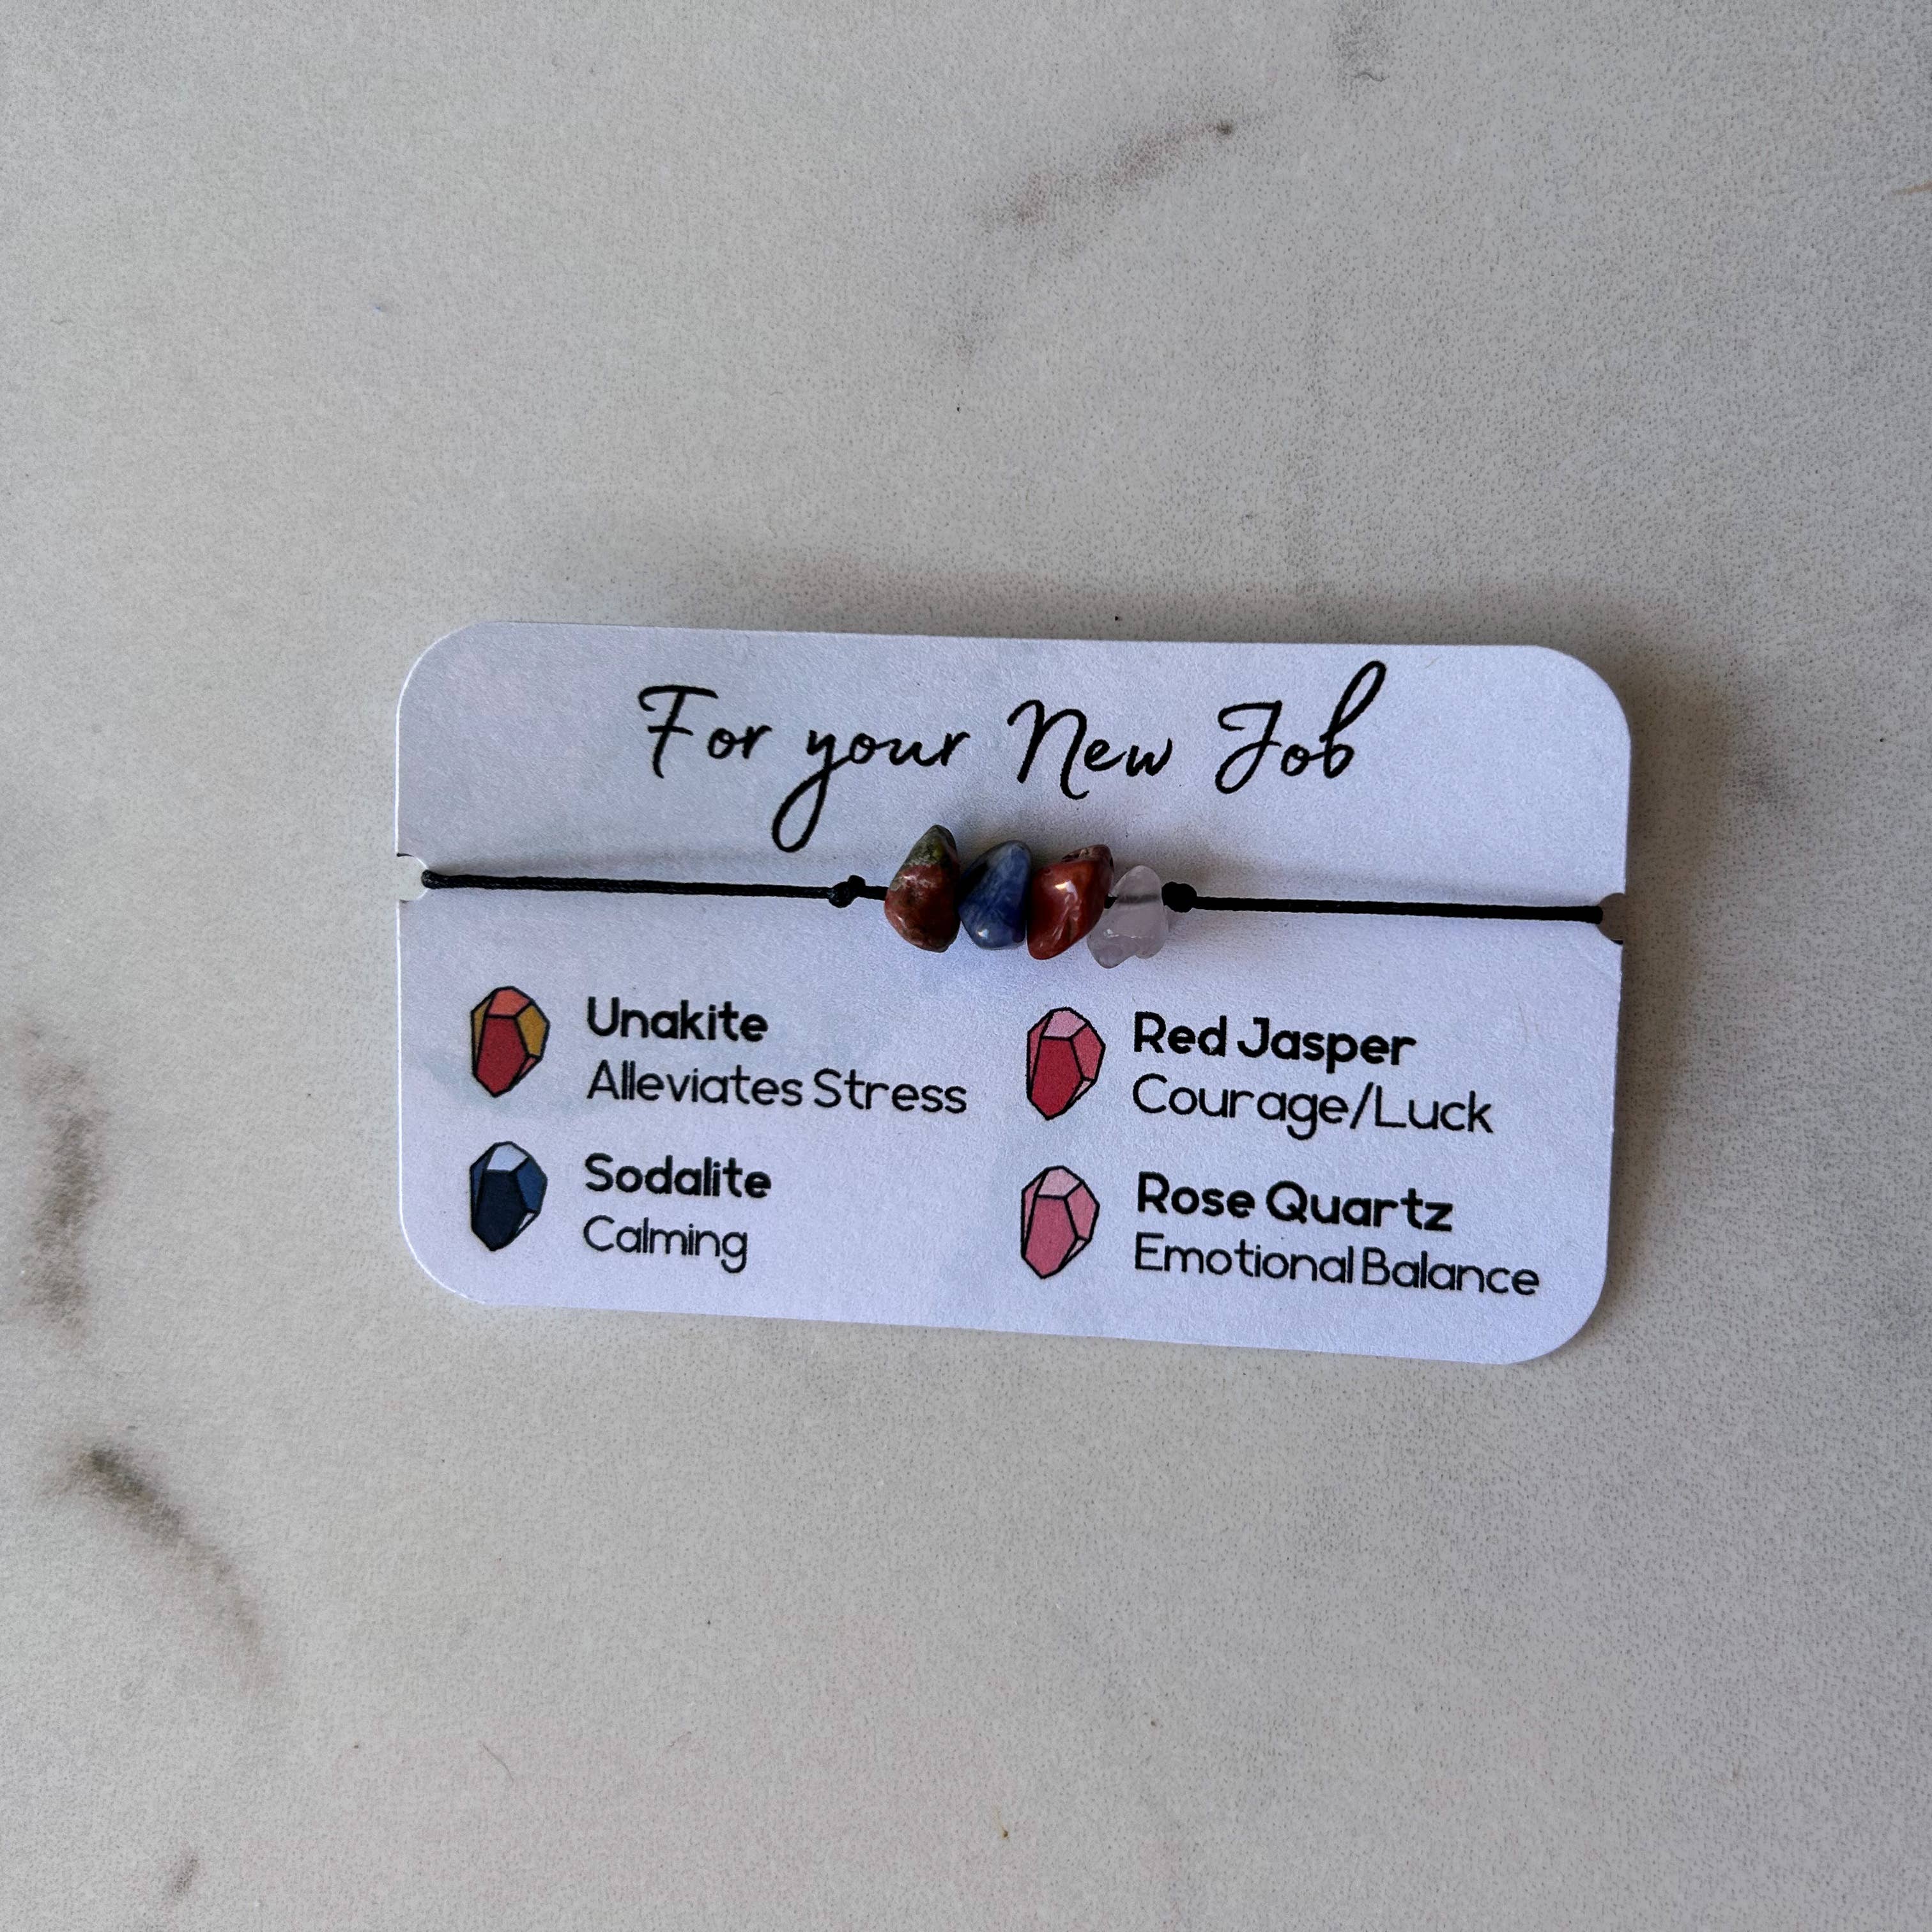 For your New Job
Unakite
Alleviates Stress
Sodalite
Calming
Red Jasper
Courage/Luck
Rose Quartz
Emotional Balance